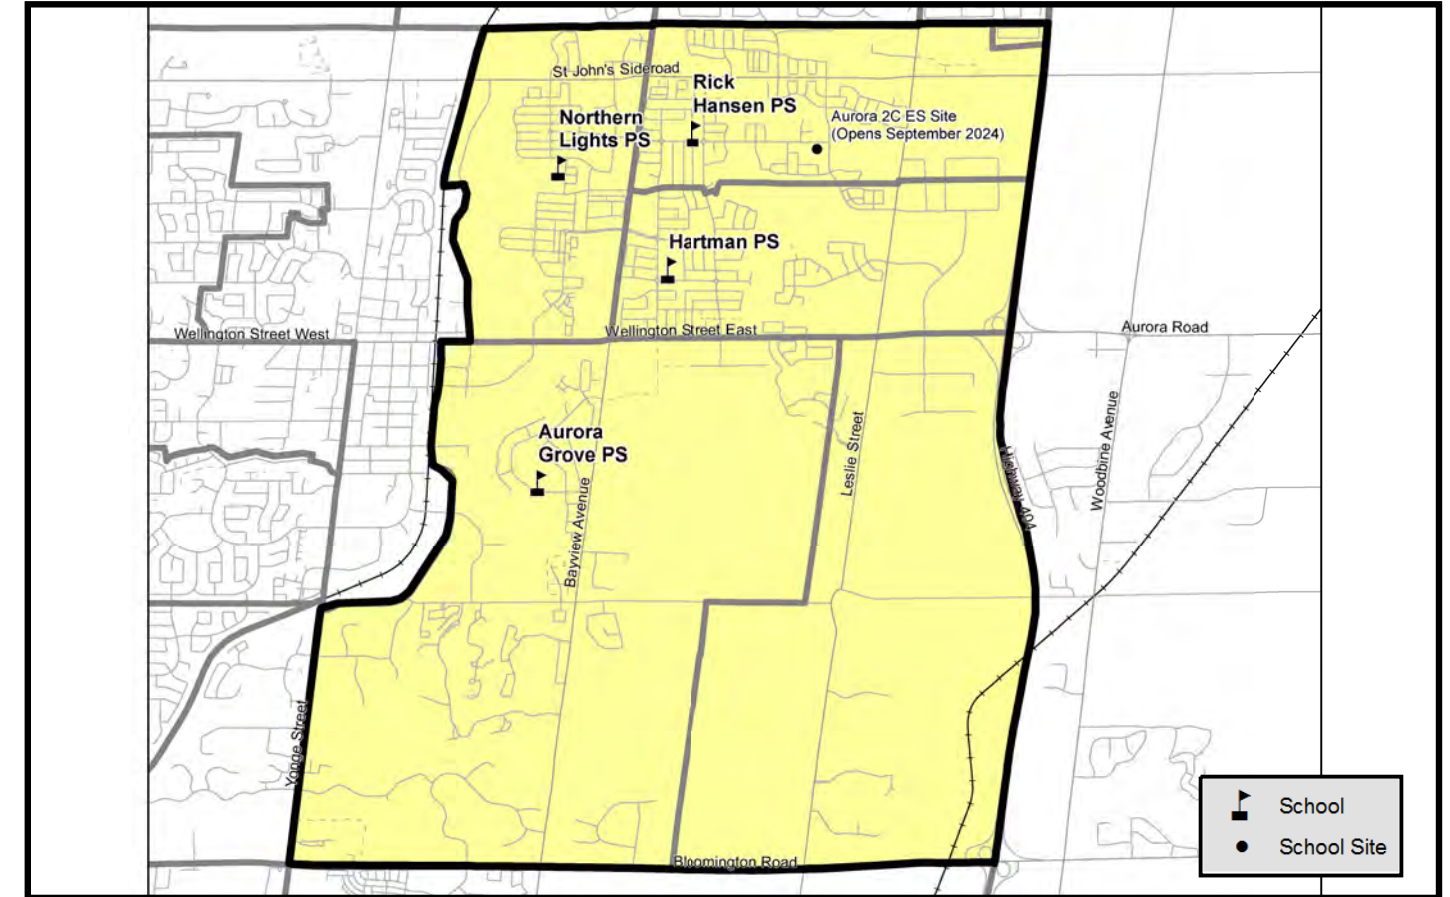 St John's Sideroad
Rick
Hansen PS
Northern
Lights PS
Aurora 2C ES Site
(Opens September 2024)
Hartman PS
Wellington Street West
Wellington Street East
Aurora Road
Aurora
Grove PS
Bayview Avenue
Leslie Street
Highway 404
Woodbine Avenue
Yonge Street
Bloomington Road
School
School Site